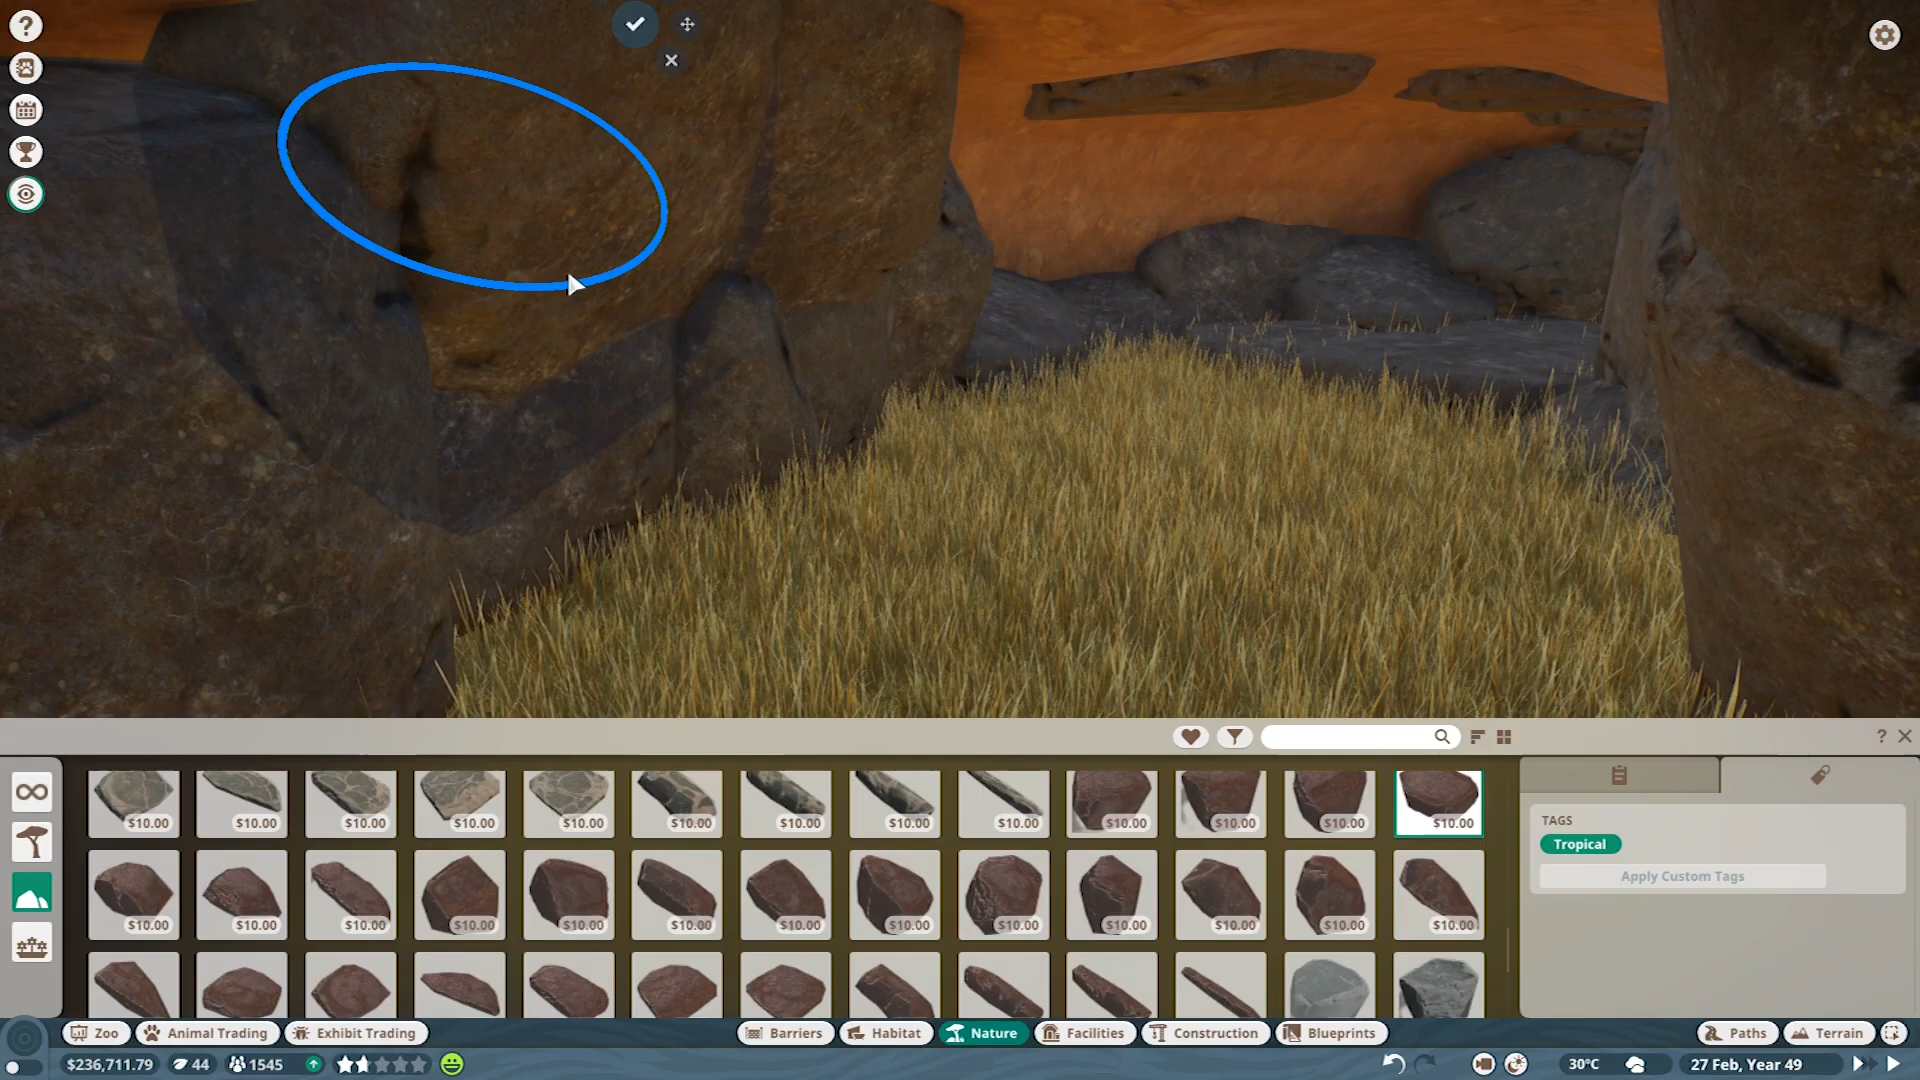 ?
? ×
$10.00 $10.00 $10.00 $10.00 $10.00 $10.00 $10.00 $10.00 $10.00 $10.00 $10.00 $10.00 $10.00
$10.00 $10.00 $10.00 $10.00 $10.00 $10.00 $10.00 $10.00 $10.00 $10.00 $10.00 $10.00 $10.00
TAGS
Tropical
Apply Custom Tags
Zoo Animal Trading Exhibit Trading Barriers Habitat Nature Facilities Construction Blueprints Paths Terrain
$236,711.79 44 1545 30°C 27 Feb, Year 49